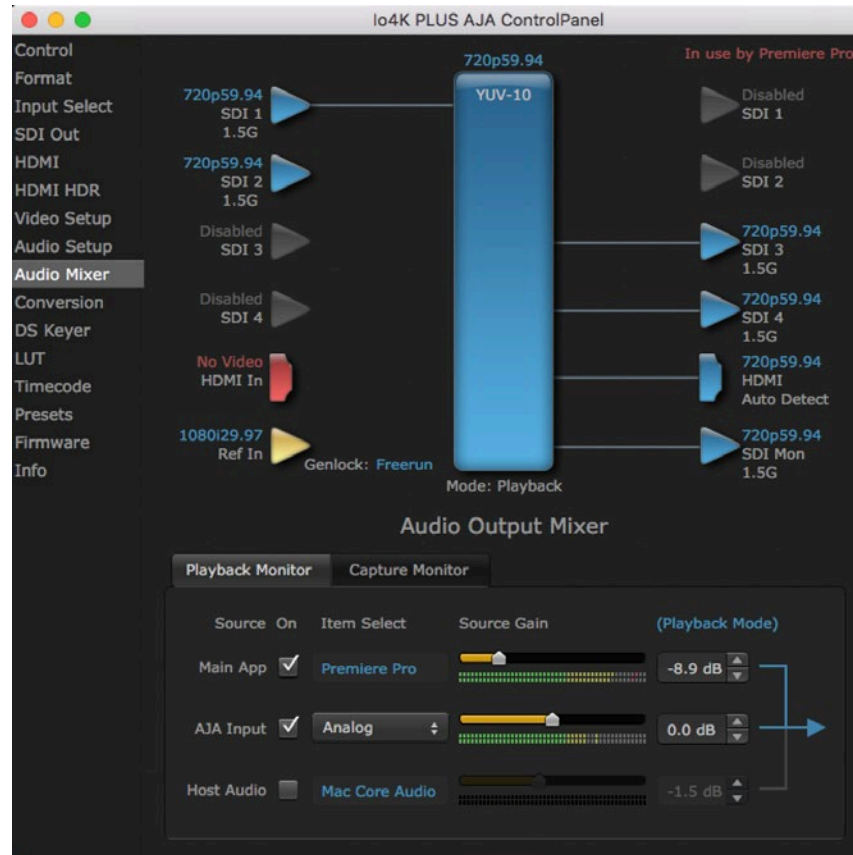 Io4K PLUS AJA ControlPanel
Control
Format
Input Select
SDI Out
HDMI
HDMI HDR
Video Setup
Audio Setup
Audio Mixer
Conversion
DS Keyer
LUT
Timecode
Presets
Firmware
Info
720p59.94
In use by Premiere Pro
YUV-10
720p59.94
SDI 1
1.5G
720p59.94
SDI 2
1.5G
Disabled
SDI 3
Disabled
SDI 4
No Video
HDMI In
1080i29.97
Ref In
Genlock: Freerun
Mode: Playback
Disabled
SDI 1
Disabled
SDI 2
720p59.94
SDI 3
1.5G
720p59.94
SDI 4
1.5G
720p59.94
HDMI
Auto Detect
720p59.94
SDI Mon
1.5G
Audio Output Mixer
Playback Monitor Capture Monitor
Source On Item Select Source Gain (Playback Mode)
Main App Premiere Pro -8.9 dB
AJA Input Analog 0.0 dB
Host Audio Mac Core Audio -1.5 dB